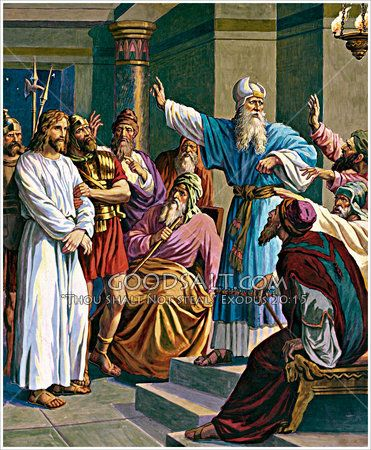 GOODSALT.COM
"THOU SHALT NOT STEAL" EXODUS 20:15